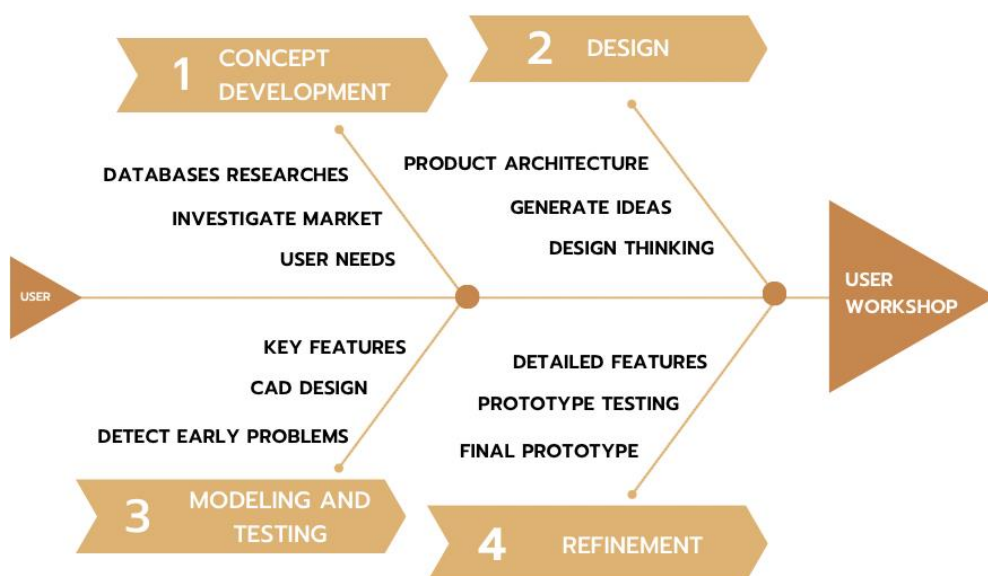 1
CONCEPT
DEVELOPMENT
2
DESIGN
DATABASES RESEARCHES
INVESTIGATE MARKET
USER NEEDS
PRODUCT ARCHITECTURE
GENERATE IDEAS
DESIGN THINKING
USER
USER
WORKSHOP
KEY FEATURES
CAD DESIGN
DETECT EARLY PROBLEMS
DETAILED FEATURES
PROTOTYPE TESTING
FINAL PROTOTYPE
3
MODELING AND
TESTING
4
REFINEMENT